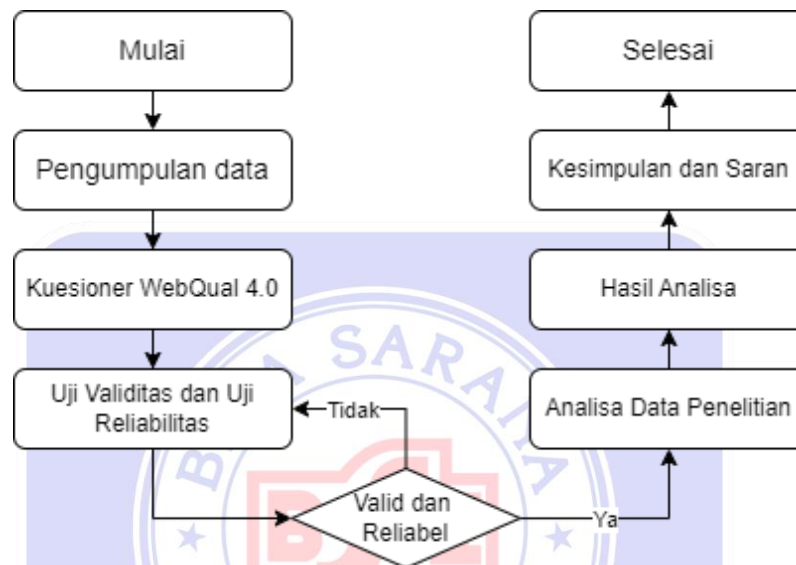 Mulai
Pengumpulan data
Kuesioner WebQual 4.0
Uji Validitas dan Uji
Reliabilitas
Tidak
Valid dan
Reliabel
Ya
Analisa Data Penelitian
Hasil Analisa
Kesimpulan dan Saran
Selesai
SARANA